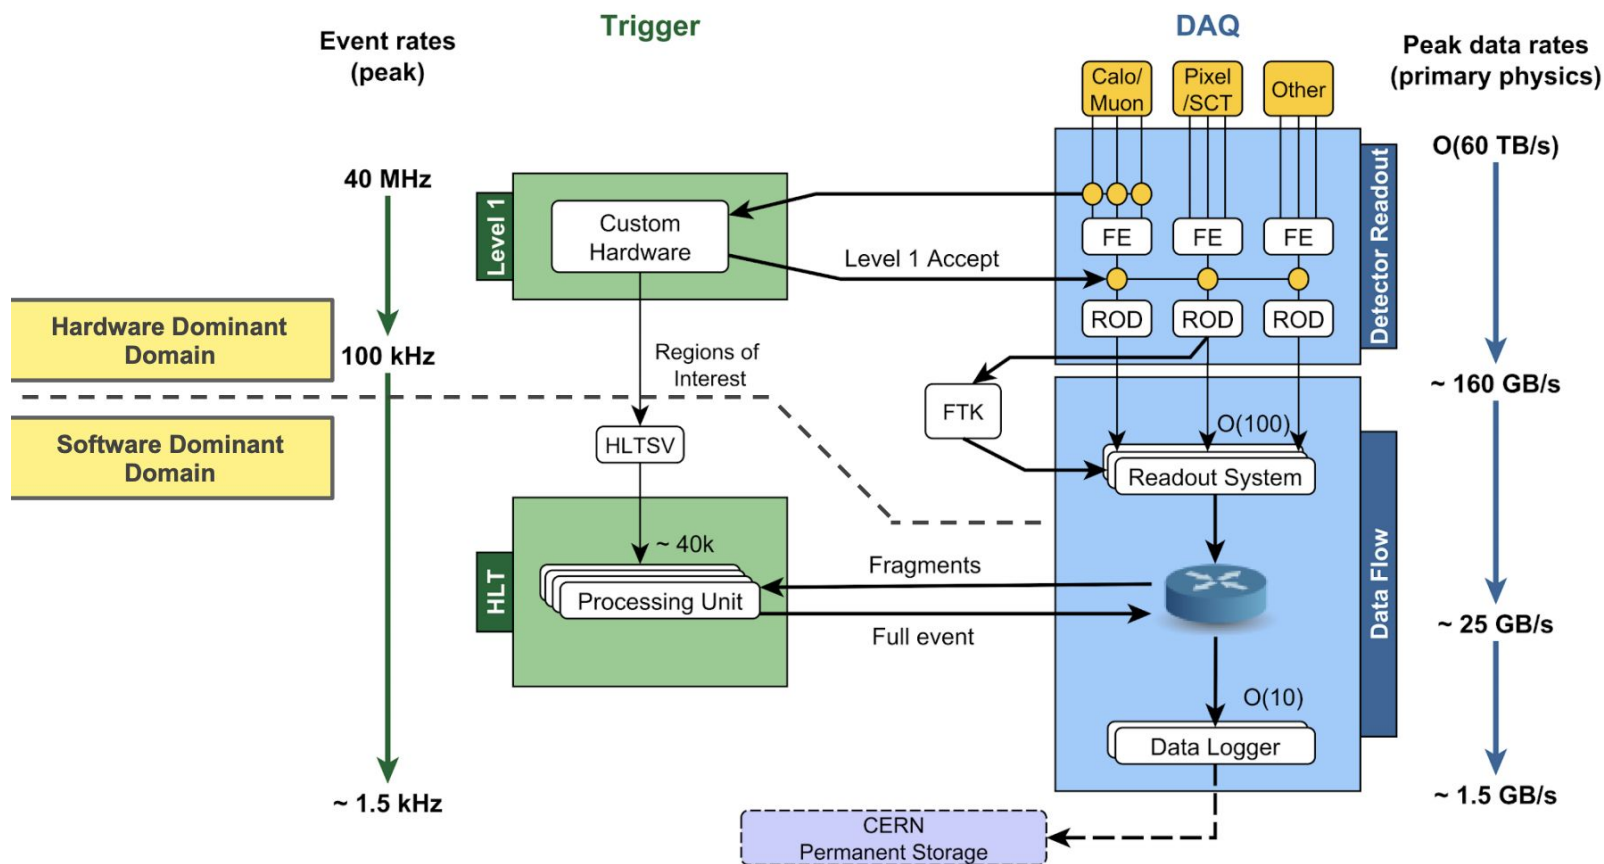 Event rates
(peak)
Trigger
DAQ
Peak data rates
(primary physics)
Calo/
Muon
Pixel
/SCT
Other
O(60 TB/s)
40 MHz
Level 1
Custom
Hardware
FE
FE
FE
Level 1 Accept
Detector Readout
ROD
ROD
ROD
Hardware Dominant
Domain
100 kHz
Regions of
Interest
~ 160 GB/s
FTK
O(100)
Software Dominant
Domain
HLTSV
Readout System
~ 40k
HLT
Processing Unit
Fragments
Full event
Data Flow
~ 25 GB/s
O(10)
Data Logger
~ 1.5 kHz
~ 1.5 GB/s
CERN
Permanent Storage